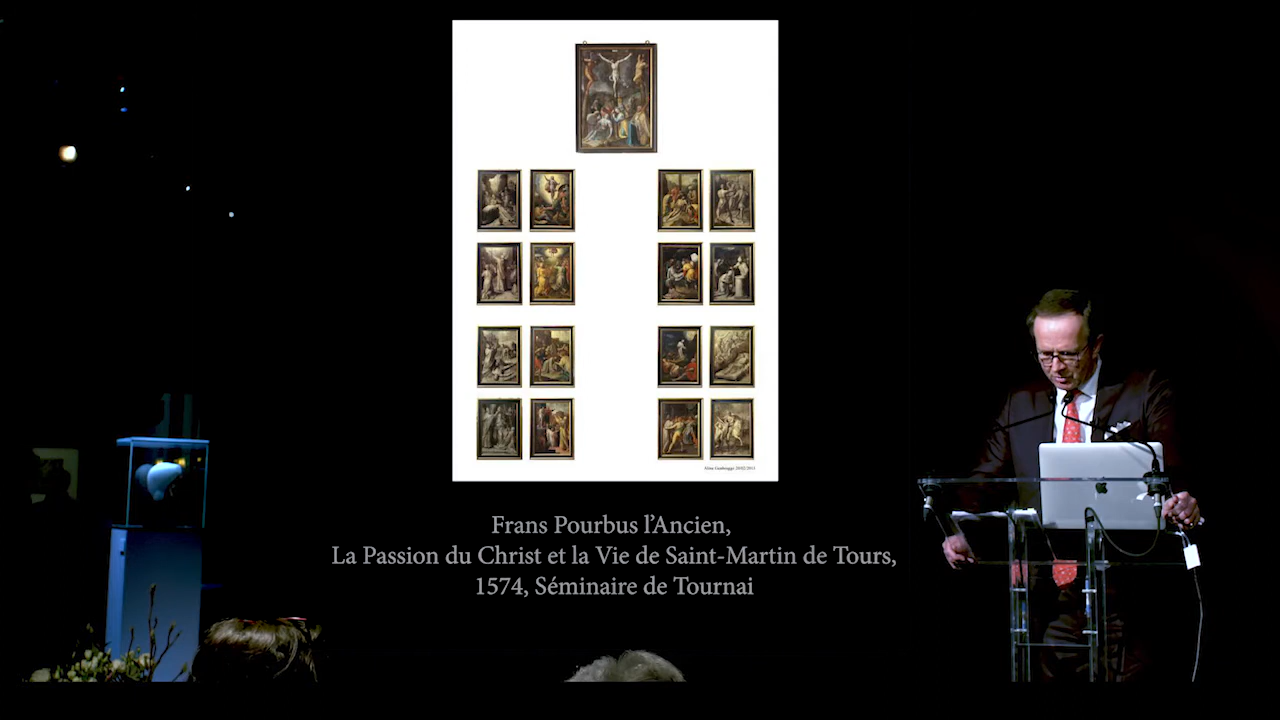 Frans Pourbus l'Ancien,
La Passion du Christ et la Vie de Saint-Martin de Tours,
1574, Séminaire de Tournai